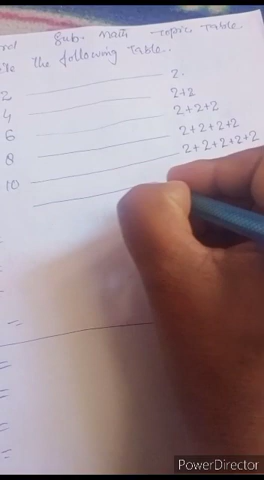 Sub- Math Topic Table.
the following Table..
2 2.
4 2+2
6 2+2+2
8 2+2+2+2
10 2+2+2+2+2
PowerDirector